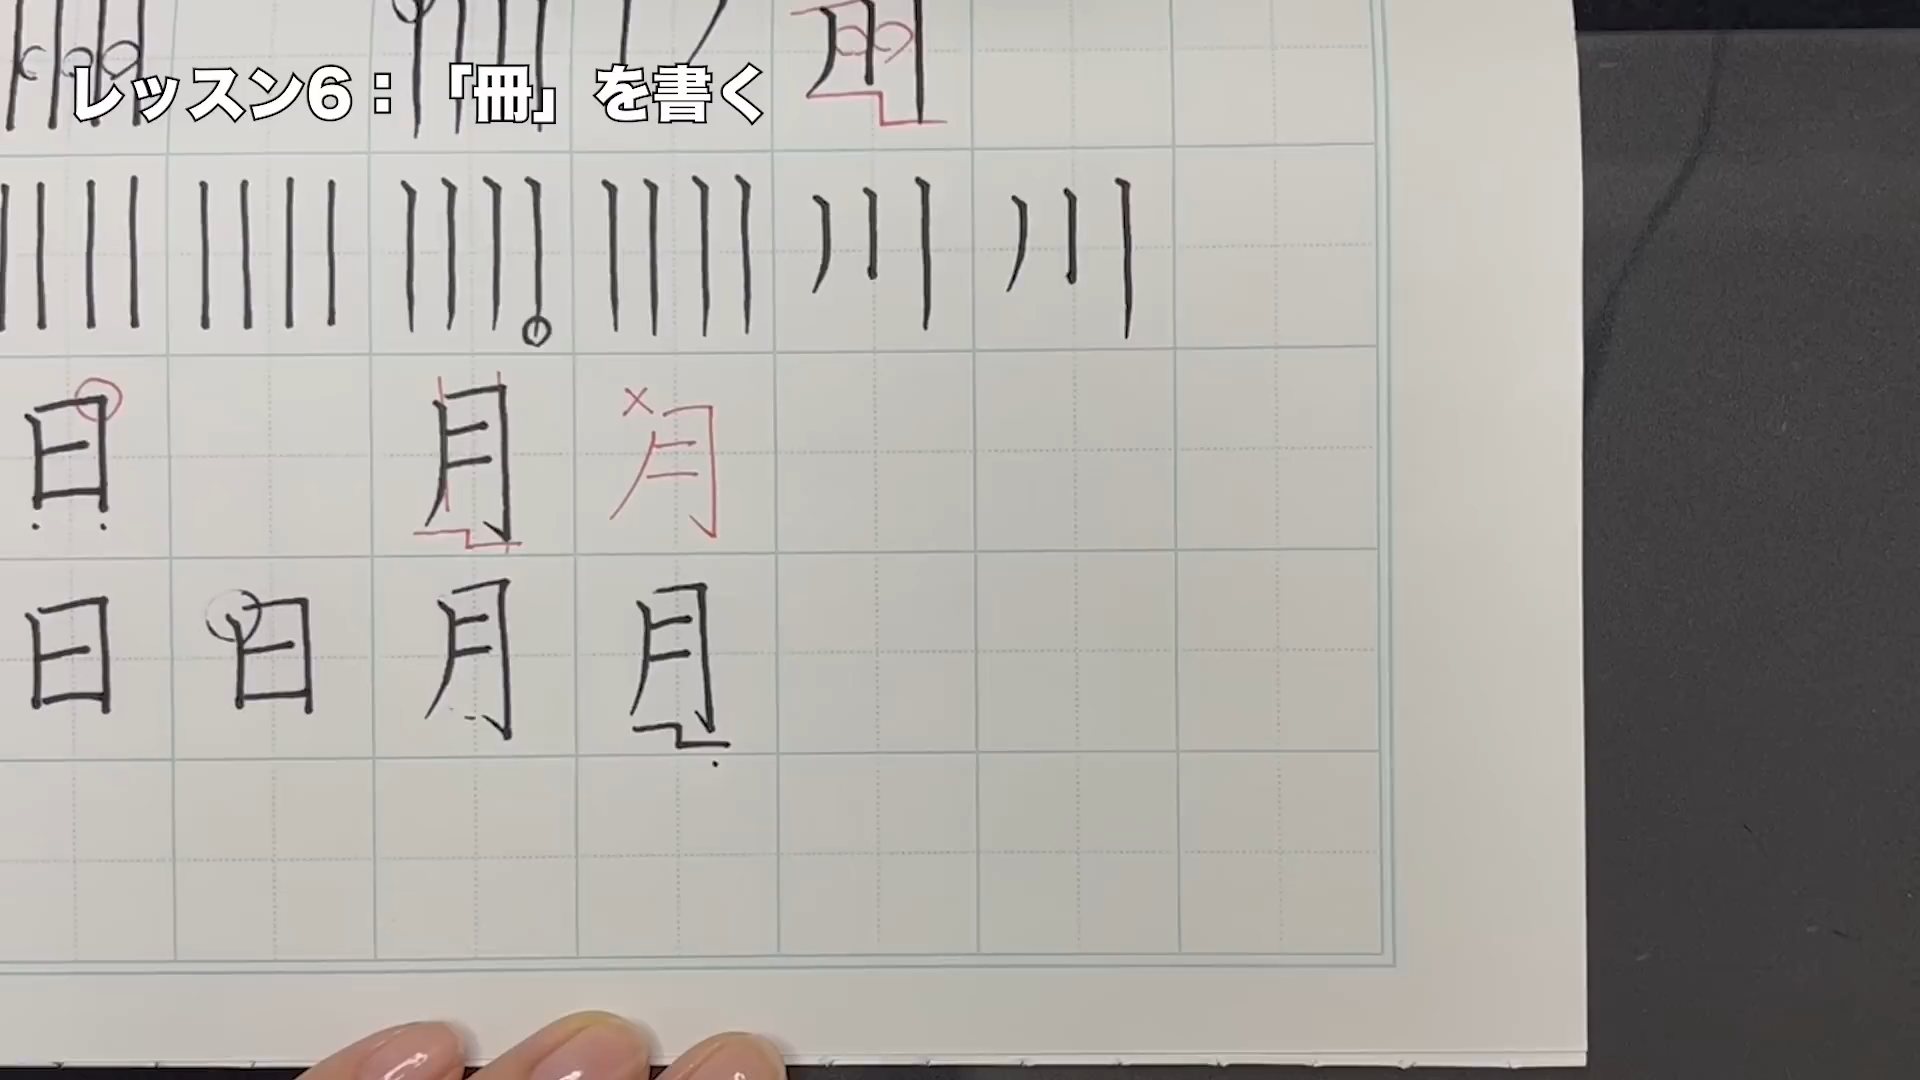 レッスン6：「冊」を書く
川 川
日 月 月
日 日 月 月